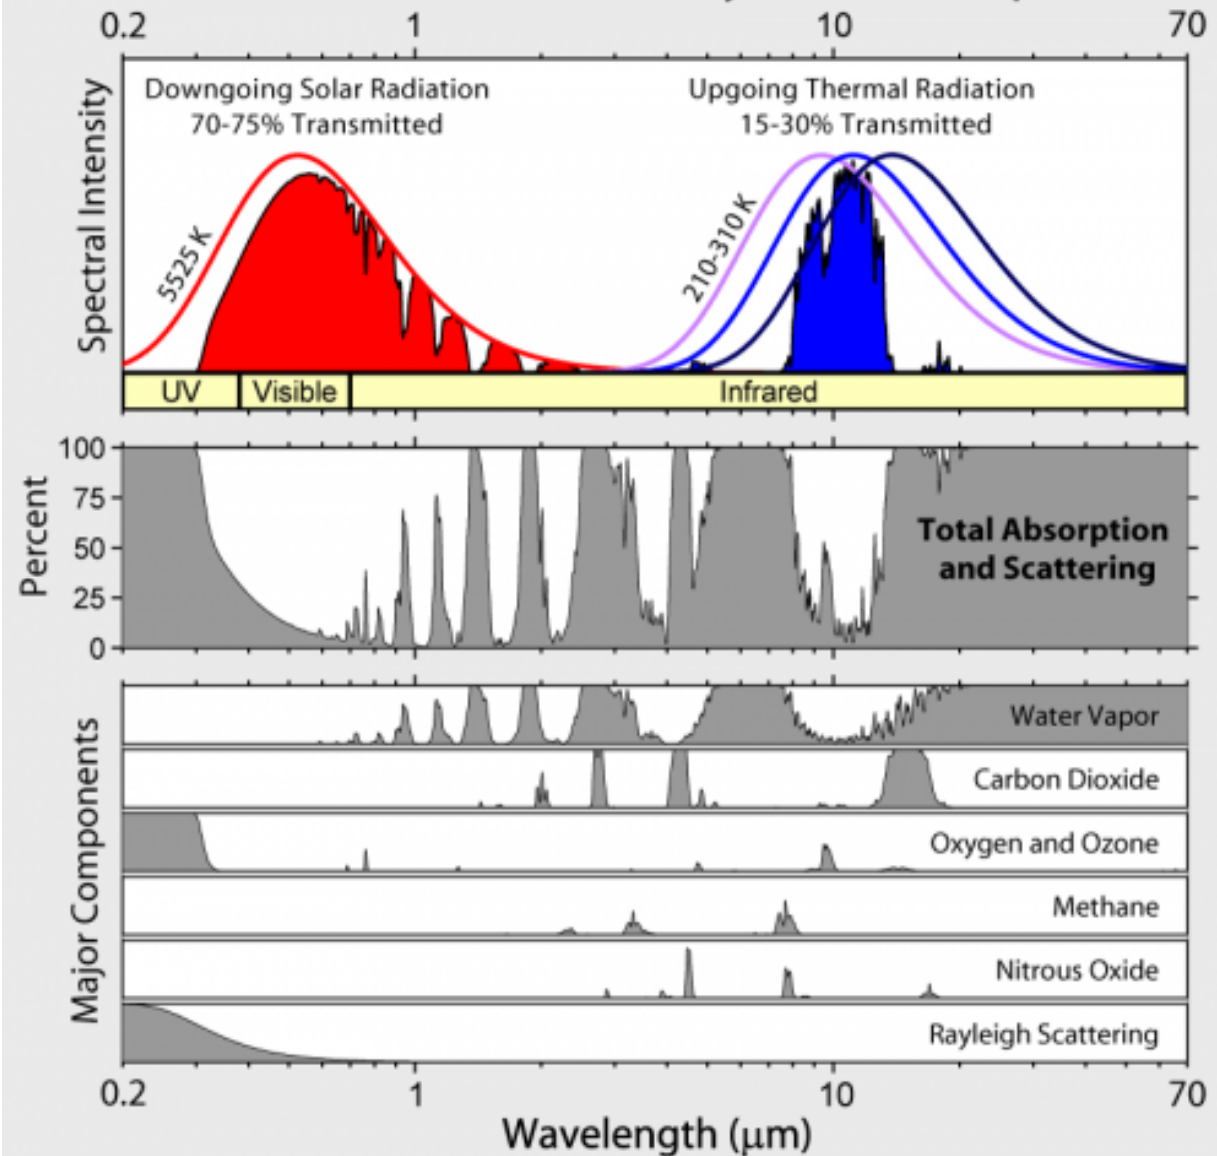 0.2 1 10 70
Downgoing Solar Radiation
70-75% Transmitted
Upgoing Thermal Radiation
15-30% Transmitted
Spectral Intensity
5525 K
210-310 K
UV Visible Infrared
Percent
100
75
50
25
0
Total Absorption
and Scattering
Major Components
Water Vapor
Carbon Dioxide
Oxygen and Ozone
Methane
Nitrous Oxide
Rayleigh Scattering
0.2 1 10 70
Wavelength (μm)